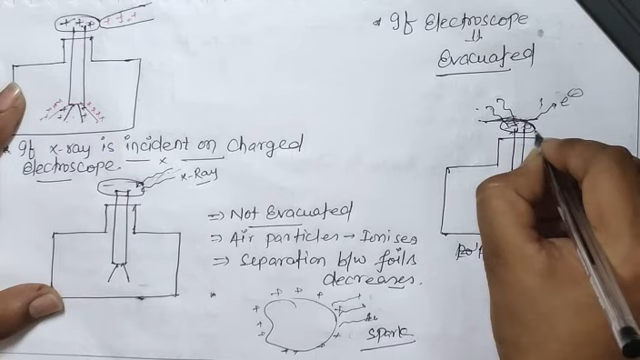 + + +
+ + +
* If x-ray is incident on Charged
electroscope.
x-Ray
⇒ Not Evacuated
⇒ Air particles → Ionises
⇒ Separation b/w foils
decreases.
Spark
* If Electroscope
⇓
Evacuated
e⊖